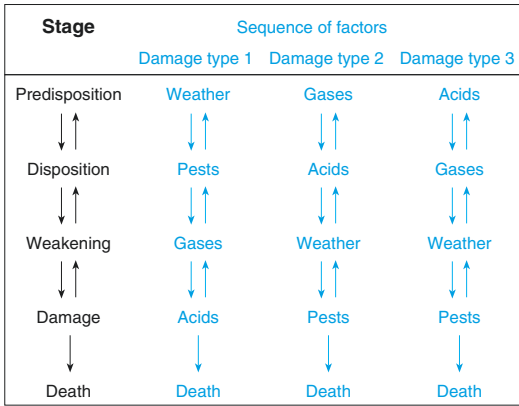 Stage Sequence of factors
Damage type 1 Damage type 2 Damage type 3
Predisposition Weather Gases Acids
Disposition Pests Acids Gases
Weakening Gases Weather Weather
Damage Acids Pests Pests
Death Death Death Death